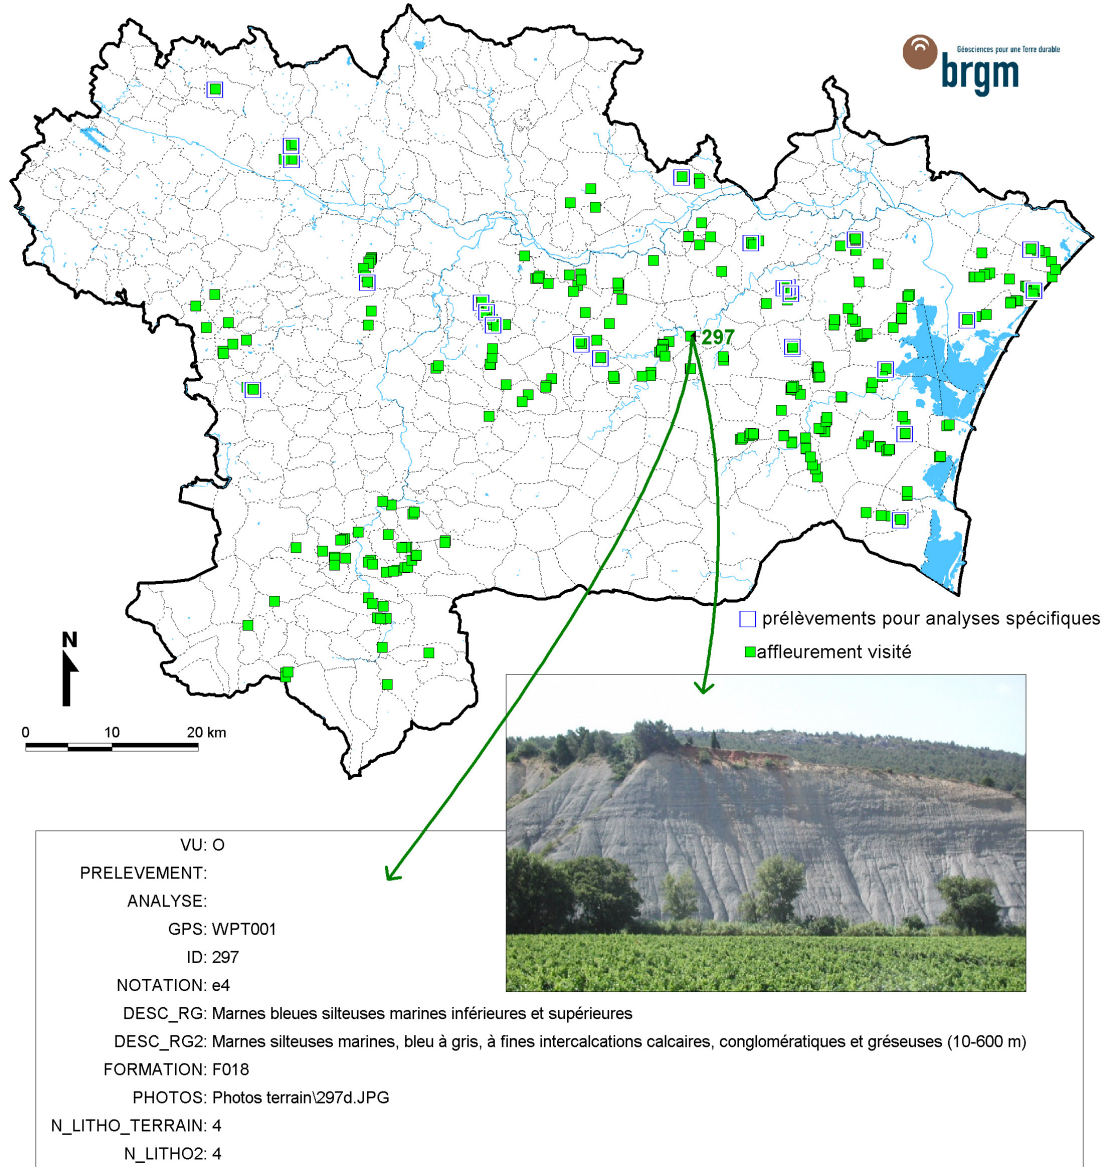 Géosciences pour une Terre durable
brgm
297
prélèvements pour analyses spécifiques
affleurement visité
N
0 10 20 km
VU: O
PRELEVEMENT:
ANALYSE:
GPS: WPT001
ID: 297
NOTATION: e4
DESC_RG: Marnes bleues silteuses marines inférieures et supérieures
DESC_RG2: Marnes silteuses marines, bleu à gris, à fines intercalcations calcaires, conglomératiques et gréseuses (10-600 m)
FORMATION: F018
PHOTOS: Photos terrain\297d.JPG
N_LITHO_TERRAIN: 4
N_LITHO2: 4